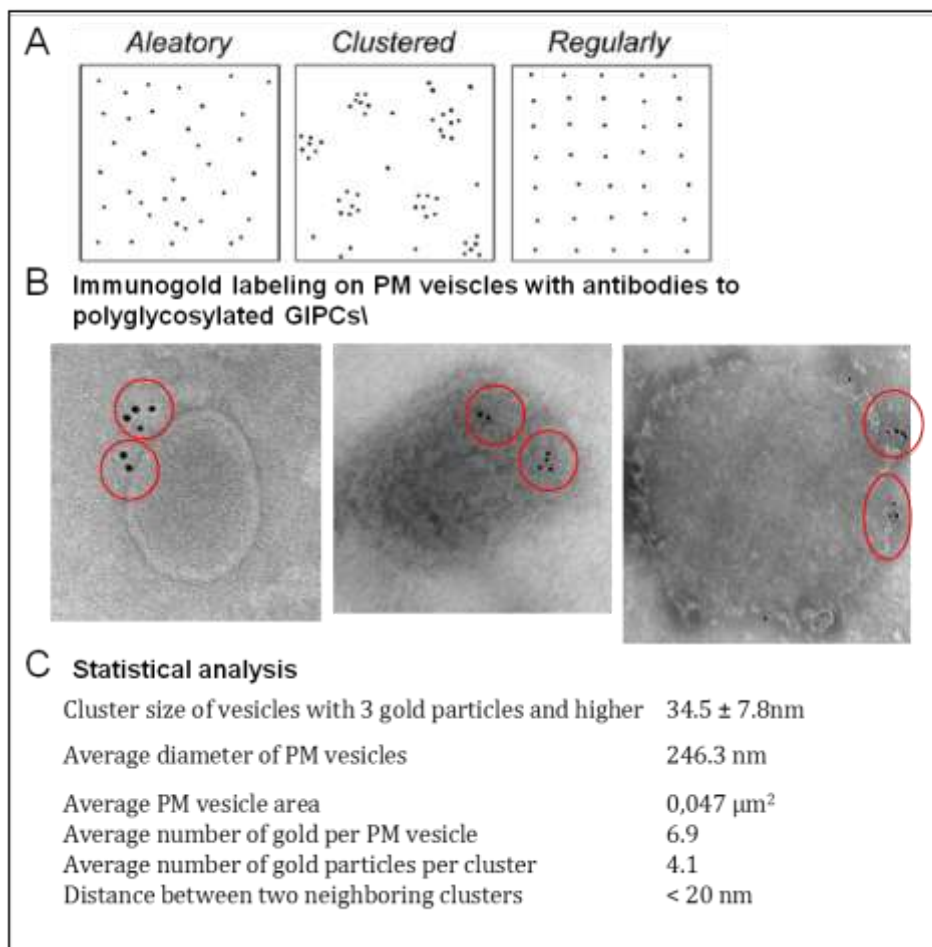 A
Aleatory Clustered Regularly
B Immunogold labeling on PM veiscles with antibodies to
polyglycosylated GIPCs\
C Statistical analysis
Cluster size of vesicles with 3 gold particles and higher 34.5 ± 7.8nm
Average diameter of PM vesicles 246.3 nm
Average PM vesicle area 0,047 µm²
Average number of gold per PM vesicle 6.9
Average number of gold particles per cluster 4.1
Distance between two neighboring clusters < 20 nm